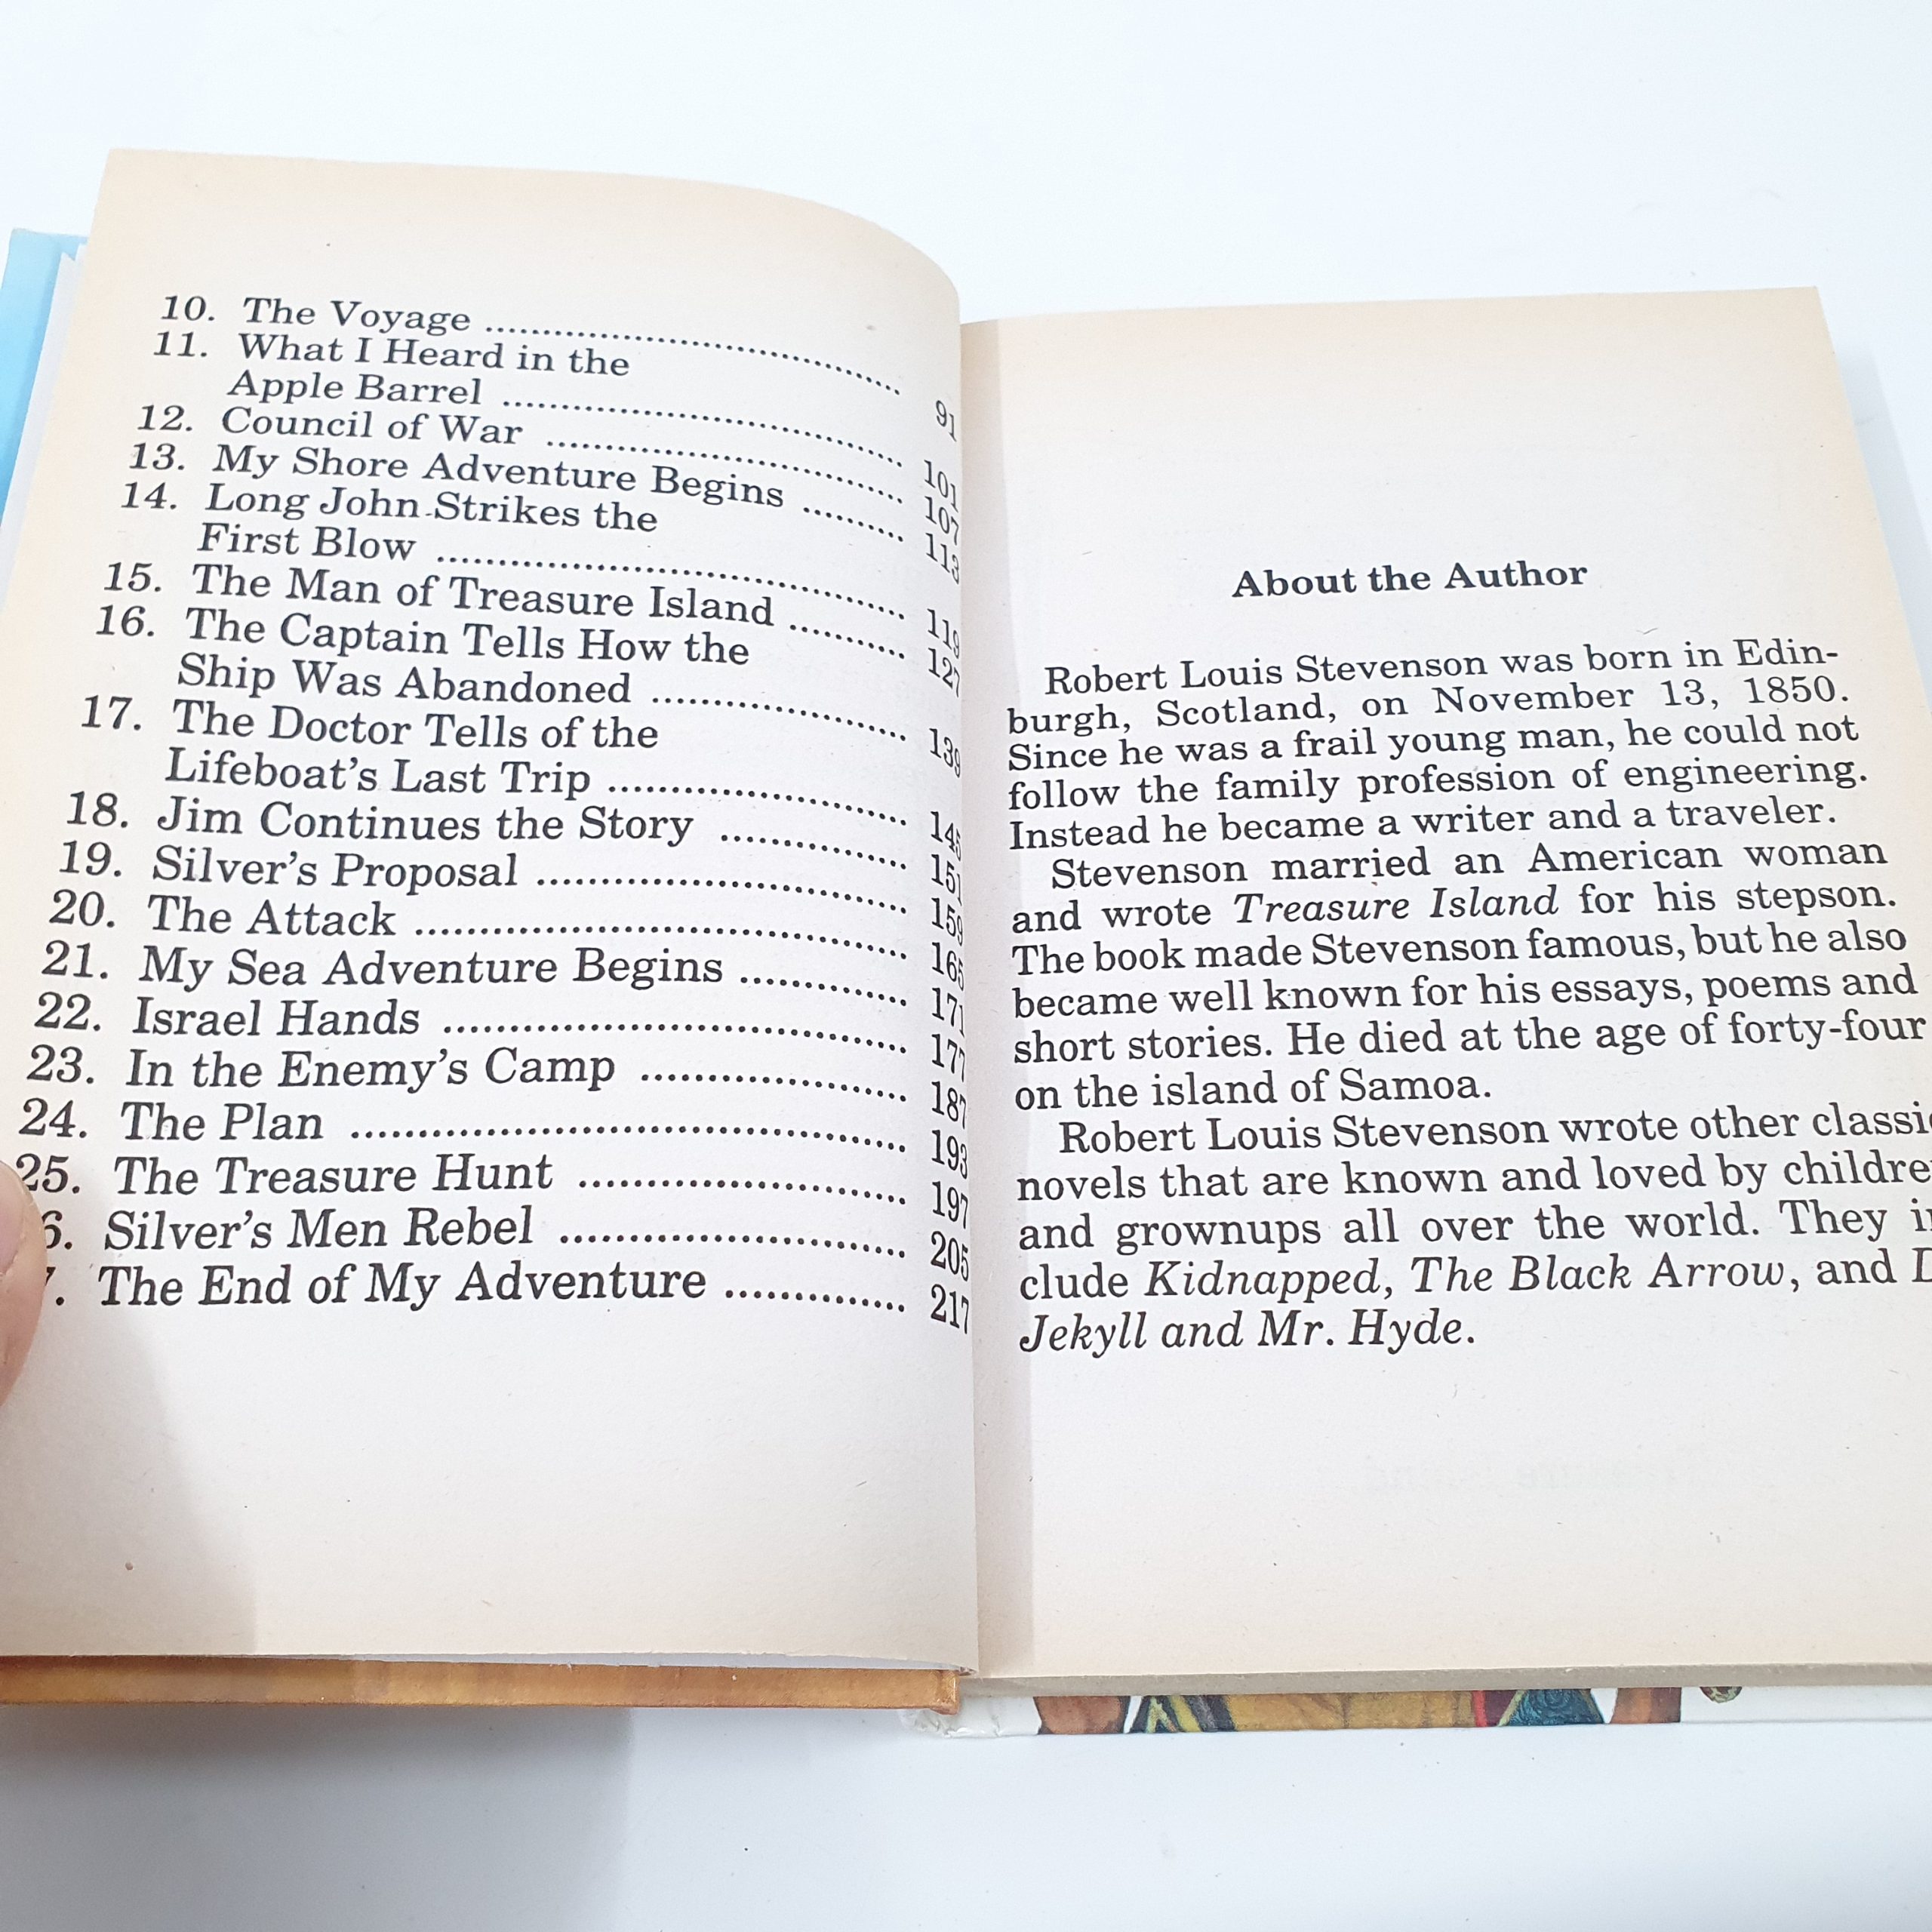 10. The Voyage ........................................ 91
11. What I Heard in the
Apple Barrel ........................................ 101
12. Council of War ........................................ 107
13. My Shore Adventure Begins .......... 113
14. Long John Strikes the
First Blow ........................................ 119
15. The Man of Treasure Island .......... 127
16. The Captain Tells How the
Ship Was Abandoned ...................... 139
17. The Doctor Tells of the
Lifeboat's Last Trip ......................... 145
18. Jim Continues the Story ................ 151
19. Silver's Proposal ................................ 159
20. The Attack ........................................ 165
21. My Sea Adventure Begins .............. 171
22. Israel Hands ........................................ 177
23. In the Enemy's Camp ....................... 187
24. The Plan ............................................. 193
25. The Treasure Hunt ............................ 197
6. Silver's Men Rebel ............................. 205
. The End of My Adventure ............... 217
About the Author
Robert Louis Stevenson was born in Edin-
burgh, Scotland, on November 13, 1850.
Since he was a frail young man, he could not
follow the family profession of engineering.
Instead he became a writer and a traveler.
Stevenson married an American woman
and wrote Treasure Island for his stepson.
The book made Stevenson famous, but he also
became well known for his essays, poems and
short stories. He died at the age of forty-four
on the island of Samoa.
Robert Louis Stevenson wrote other classi
novels that are known and loved by childre
and grownups all over the world. They i
clude Kidnapped, The Black Arrow, and D
Jekyll and Mr. Hyde.